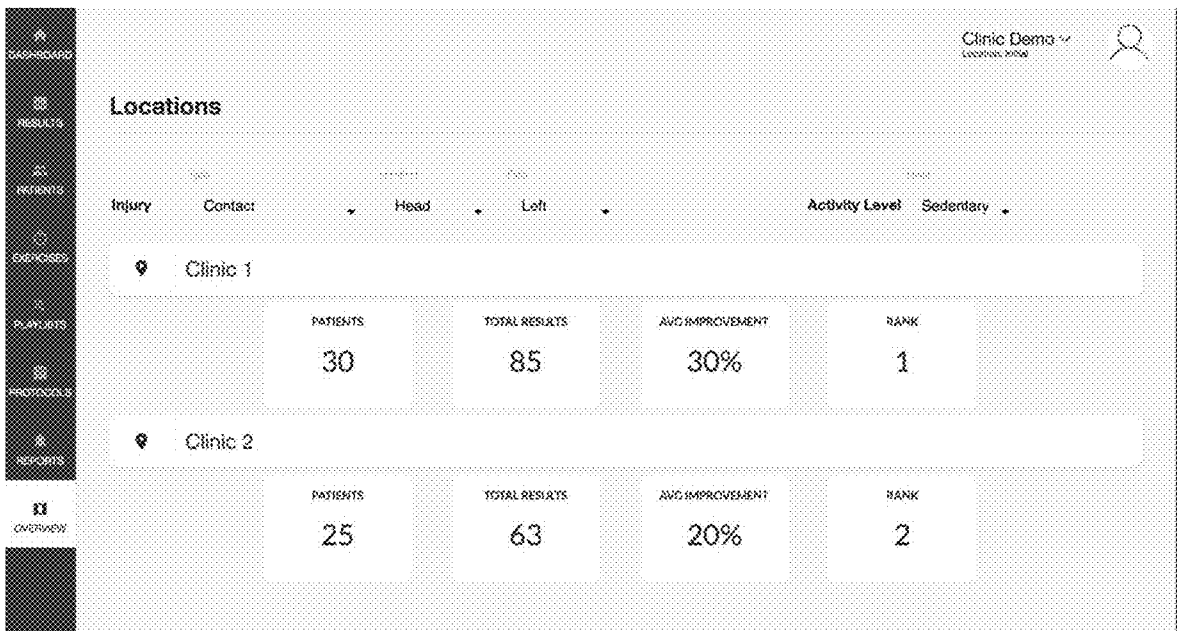 DASHBOARD
RESULTS
PATIENTS
EXERCISES
PLAYLISTS
PROTOCOLS
REPORTS
OVERVIEW
Clinic Demo
Locations
Injury Contact Head Left Activity Level Sedentary
Clinic 1
PATIENTS TOTAL RESULTS AVG IMPROVEMENT RANK
30 85 30% 1
Clinic 2
PATIENTS TOTAL RESULTS AVG IMPROVEMENT RANK
25 63 20% 2